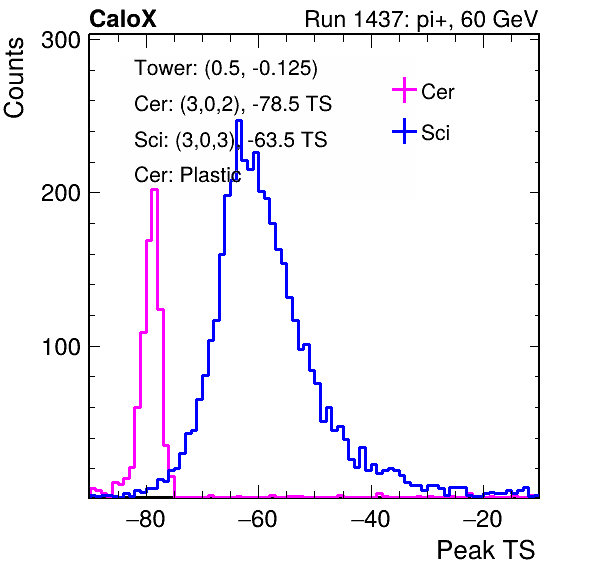 CaloX Run 1437: pi+, 60 GeV
Counts
300
200
100
Tower: (0.5, -0.125)
Cer: (3,0,2), -78.5 TS
Sci: (3,0,3), -63.5 TS
Cer: Plastic
Cer
Sci
−80 −60 −40 −20
Peak TS